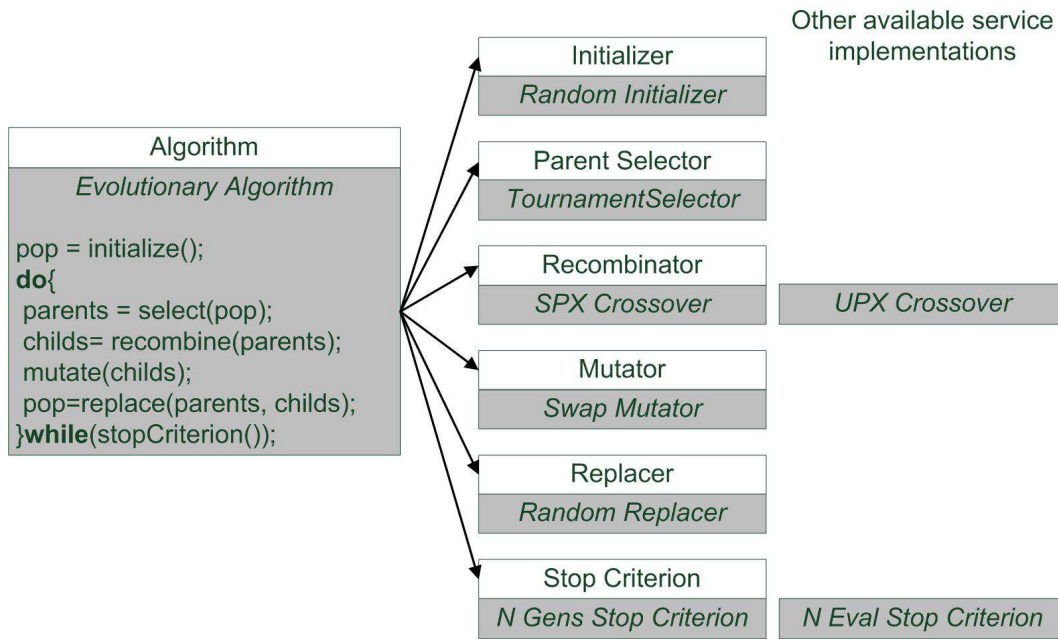 Other available service
implementations
Algorithm
Evolutionary Algorithm
pop = initialize();
do{
parents = select(pop);
childs= recombine(parents);
mutate(childs);
pop=replace(parents, childs);
}while(stopCriterion());
Initializer
Random Initializer
Parent Selector
TournamentSelector
Recombinator
SPX Crossover
UPX Crossover
Mutator
Swap Mutator
Replacer
Random Replacer
Stop Criterion
N Gens Stop Criterion
N Eval Stop Criterion